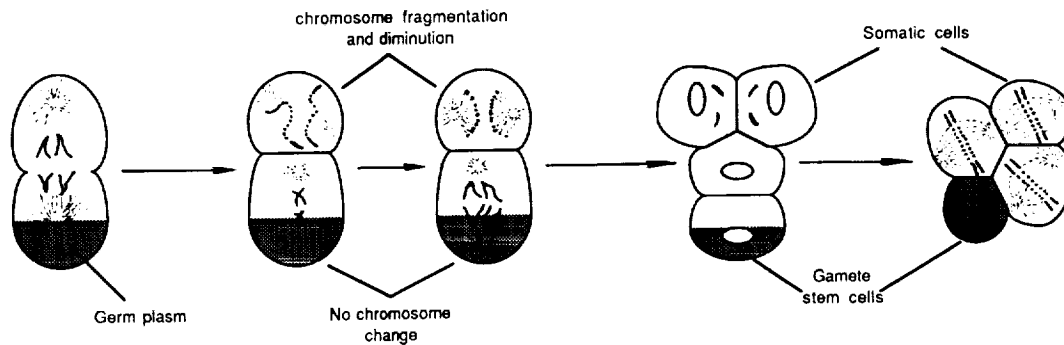 chromosome fragmentation
and diminution
Somatic cells
Germ plasm
No chromosome
change
Gamete
stem cells